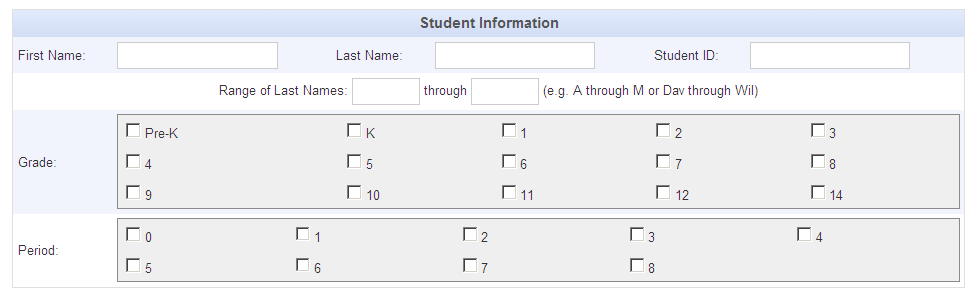 Student Information
First Name: Last Name: Student ID:
Range of Last Names: through (e.g. A through M or Dav through Wil)
Grade:
Pre-K K 1 2 3
4 5 6 7 8
9 10 11 12 14
Period:
0 1 2 3 4
5 6 7 8